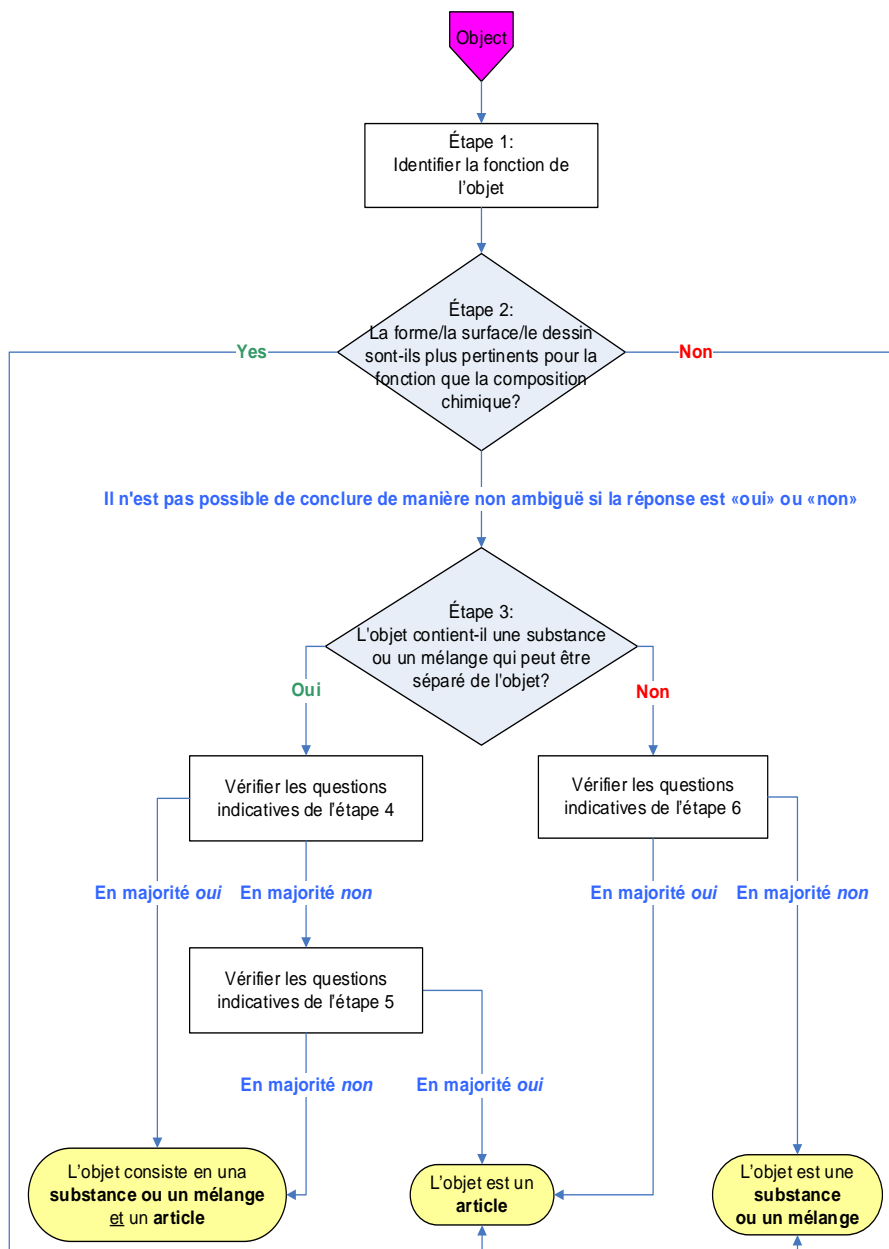 Object
Étape 1:
Identifier la fonction de
l'objet
Étape 2:
La forme/la surface/le dessin
sont-ils plus pertinents pour la
fonction que la composition
chimique?
Yes
Non
Il n'est pas possible de conclure de manière non ambiguë si la réponse est «oui» ou «non»
Étape 3:
L'objet contient-il une substance
ou un mélange qui peut être
séparé de l'objet?
Oui
Non
Vérifier les questions
indicatives de l'étape 4
Vérifier les questions
indicatives de l'étape 6
En majorité oui
En majorité non
En majorité oui
En majorité non
Vérifier les questions
indicatives de l'étape 5
En majorité non
En majorité oui
L'objet consiste en una
substance ou un mélange
et un article
L'objet est un
article
L'objet est une
substance
ou un mélange